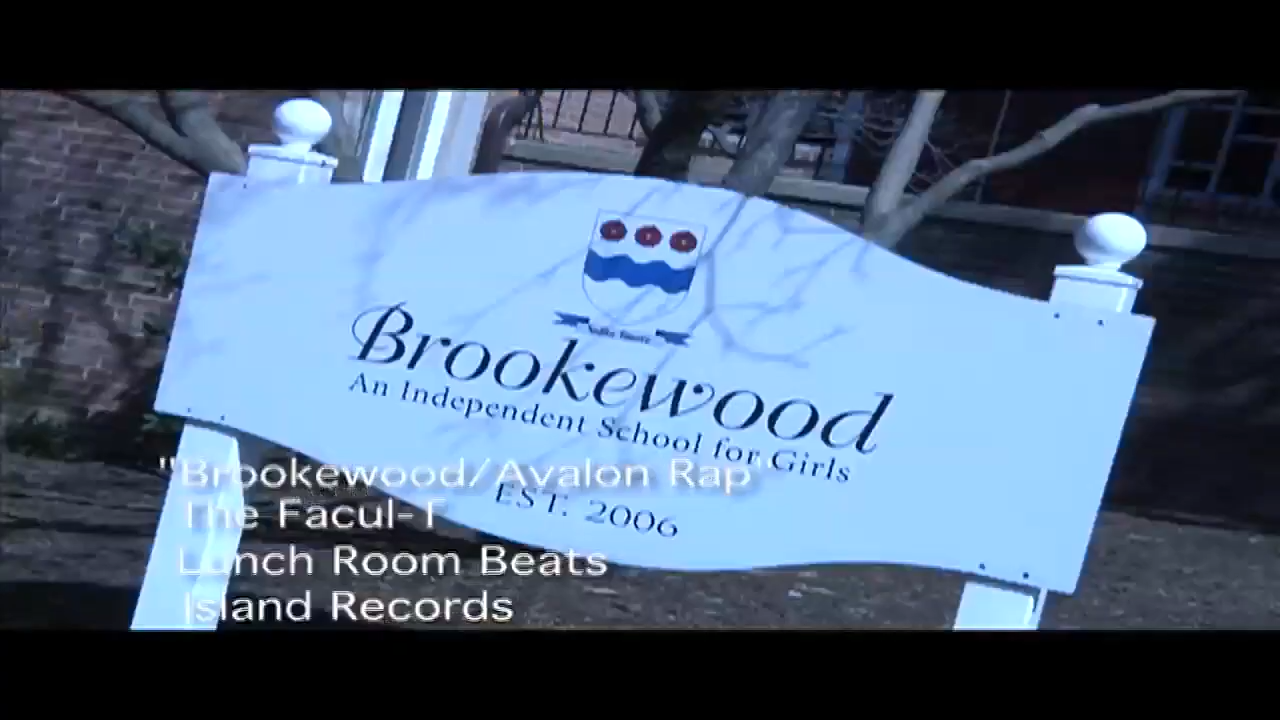 Brookewood
An Independent School for Girls
EST. 2006
"Brookewood/Avalon Rap"
The Facul-T
Lunch Room Beats
Island Records